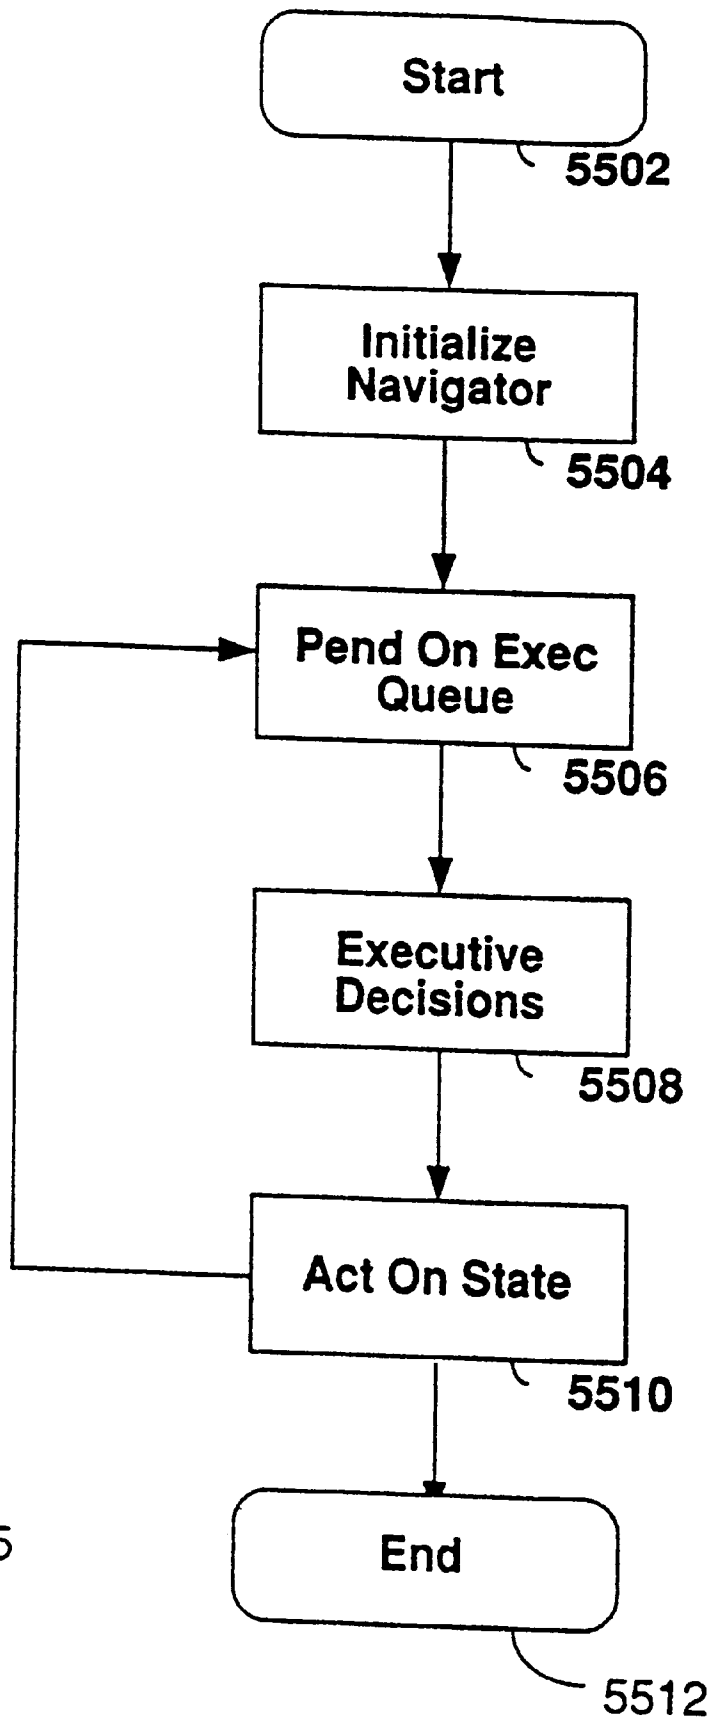 Start
5502
Initialize
Navigator
5504
Pend On Exec
Queue
5506
Executive
Decisions
5508
Act On State
5510
End
5
5512